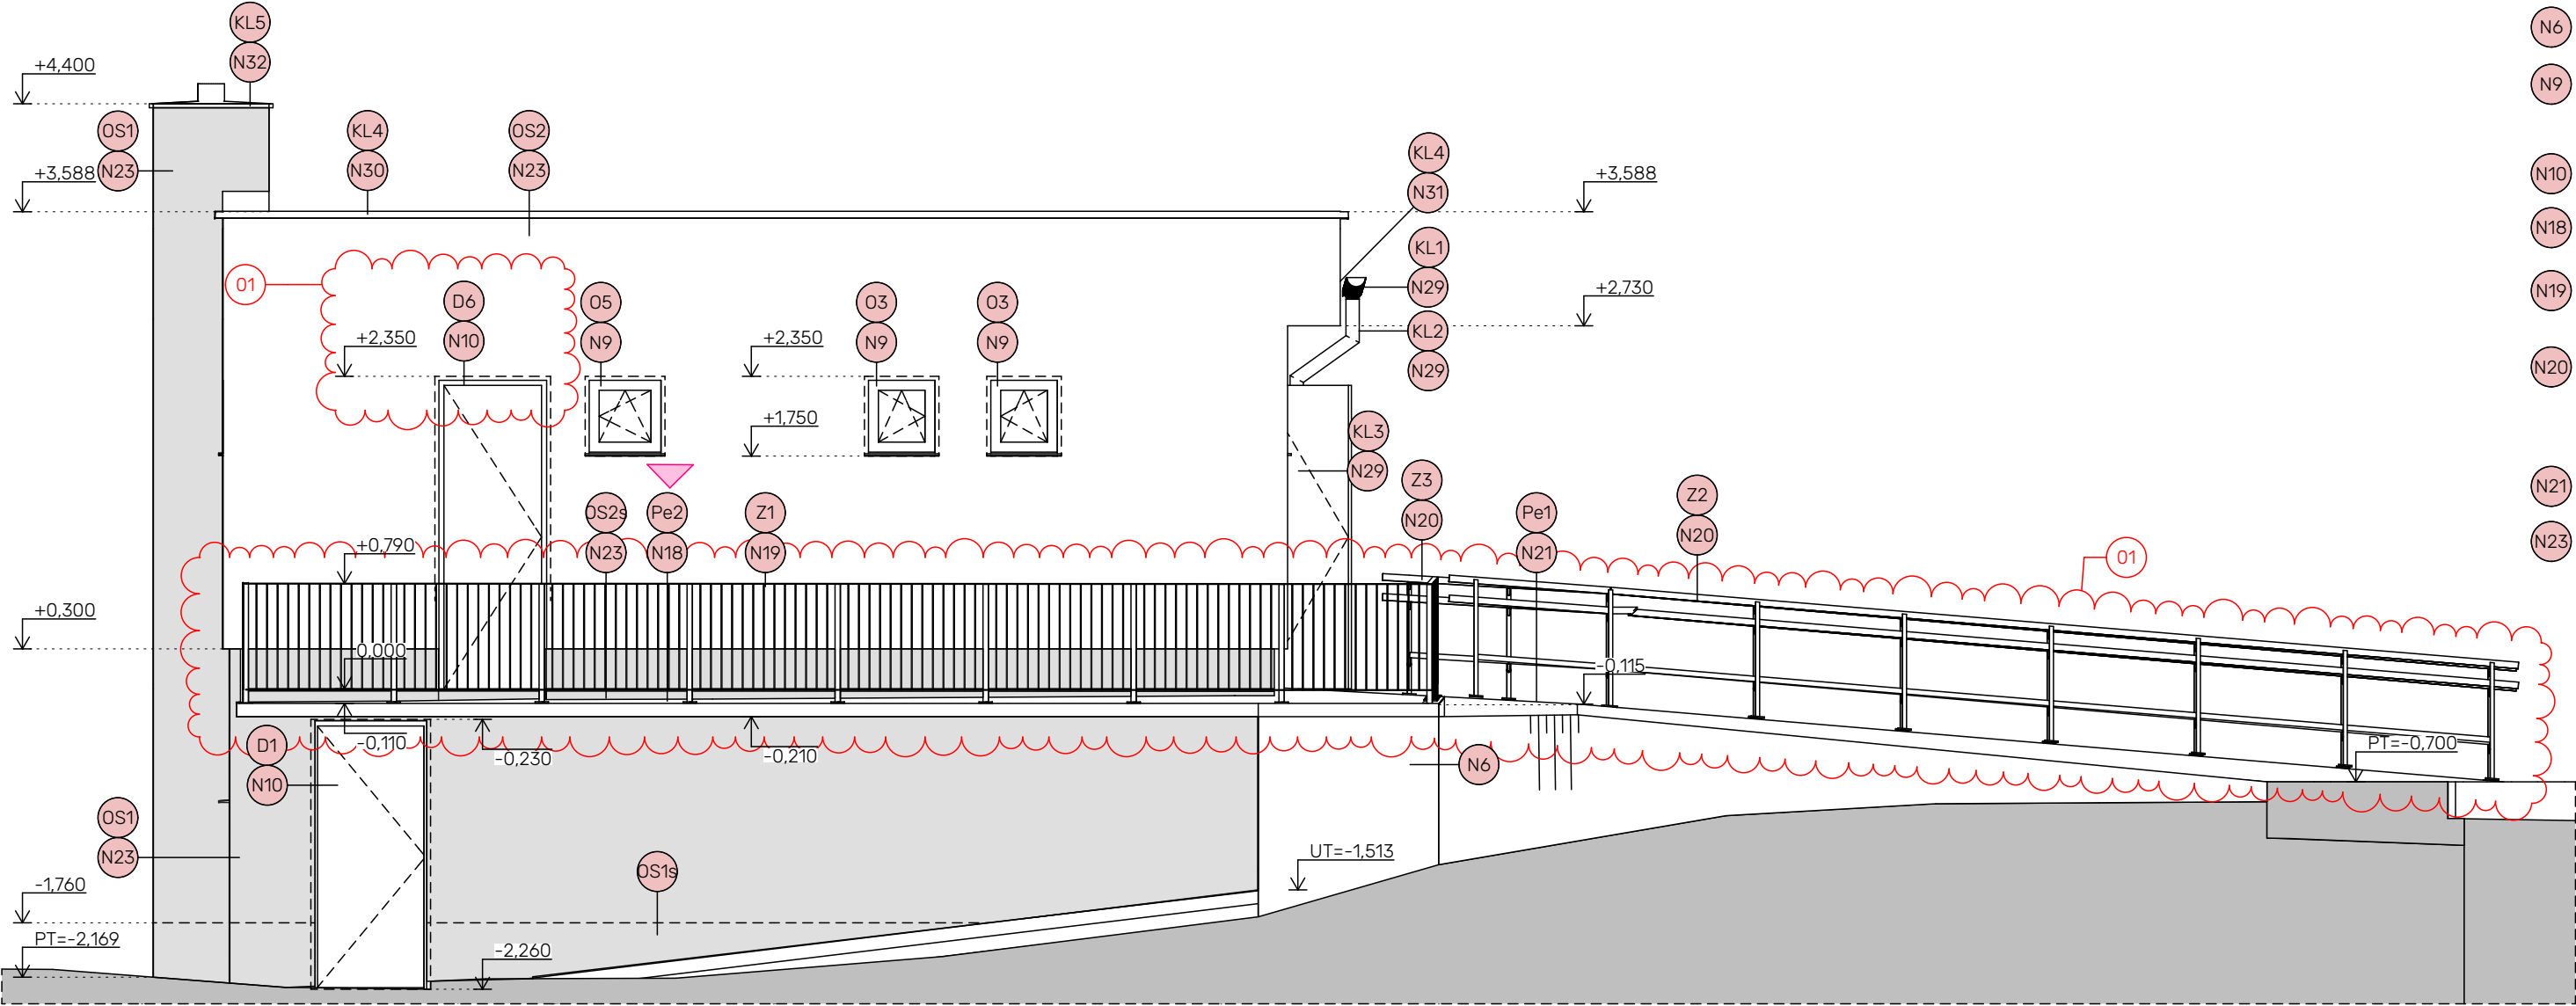 KL5
N32
+4,400
OS1
N23
KL4
N30
OS2
N23
+3,588
KL4
N31
+3,588
KL1
N29
+2,730
KL2
N29
01
D6
N10
O5
N9
O3
N9
O3
N9
+2,350
+2,350
+1,750
KL3
N29
Z3
N20
Z2
N20
OS2s
N23
Pe2
N18
Z1
N19
Pe1
N21
+0,790
01
+0,300
0,000
-0,115
-0,110
-0,230
-0,210
PT=-0,700
D1
N10
N6
OS1
N23
OS1s
UT=-1,513
-1,760
PT=-2,169
-2,260
N6
N9
N10
N18
N19
N20
N21
N23